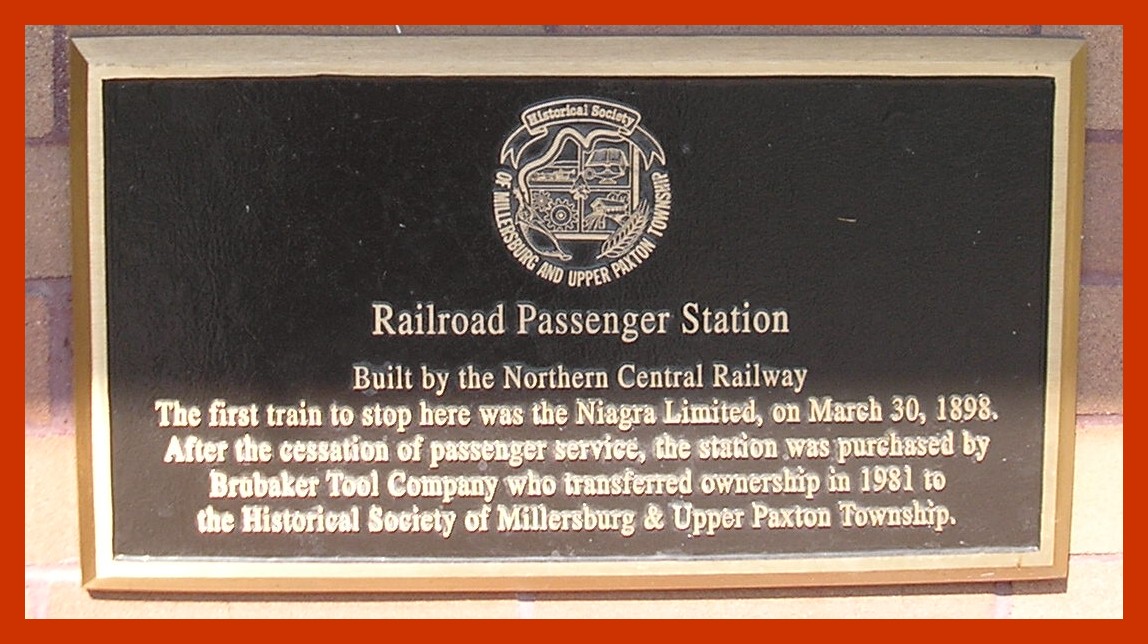 Historical Society
OF MILLERSBURG AND UPPER PAXTON TOWNSHIP
Railroad Passenger Station
Built by the Northern Central Railway
The first train to stop here was the Niagra Limited, on March 30, 1898.
After the cessation of passenger service, the station was purchased by
Brubaker Tool Company who transferred ownership in 1981 to
the Historical Society of Millersburg & Upper Paxton Township.